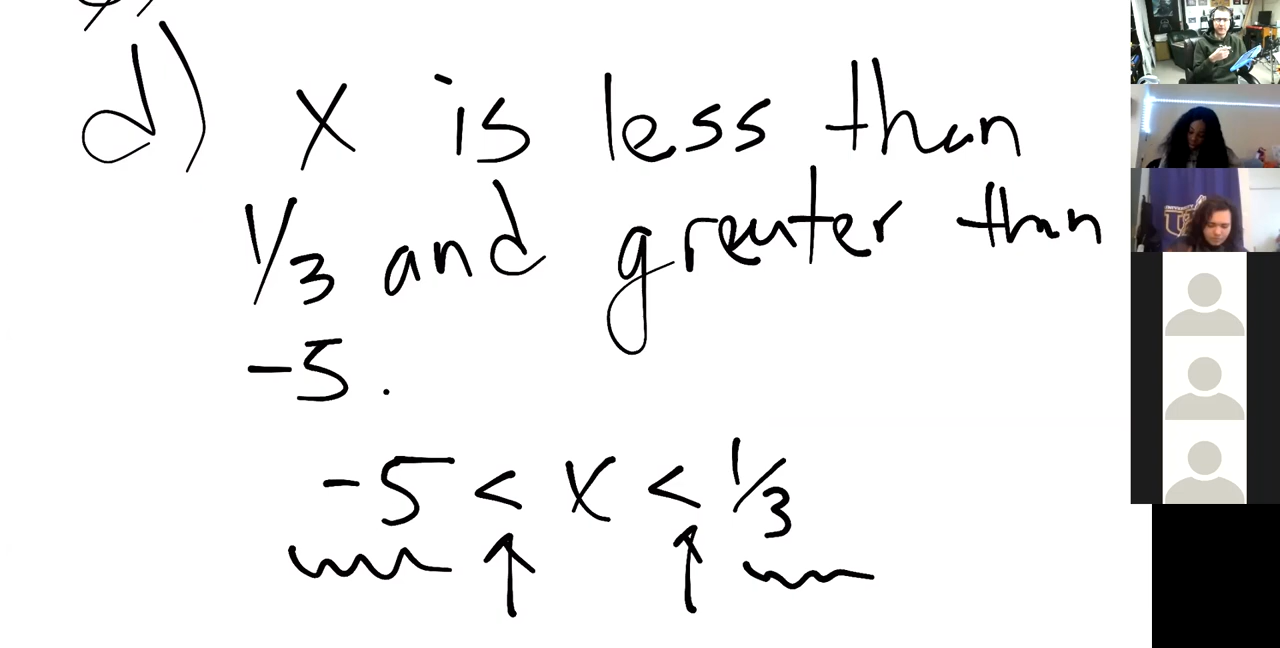 d) x is less than
1/3 and greater than
-5.
-5 < x < 1/3